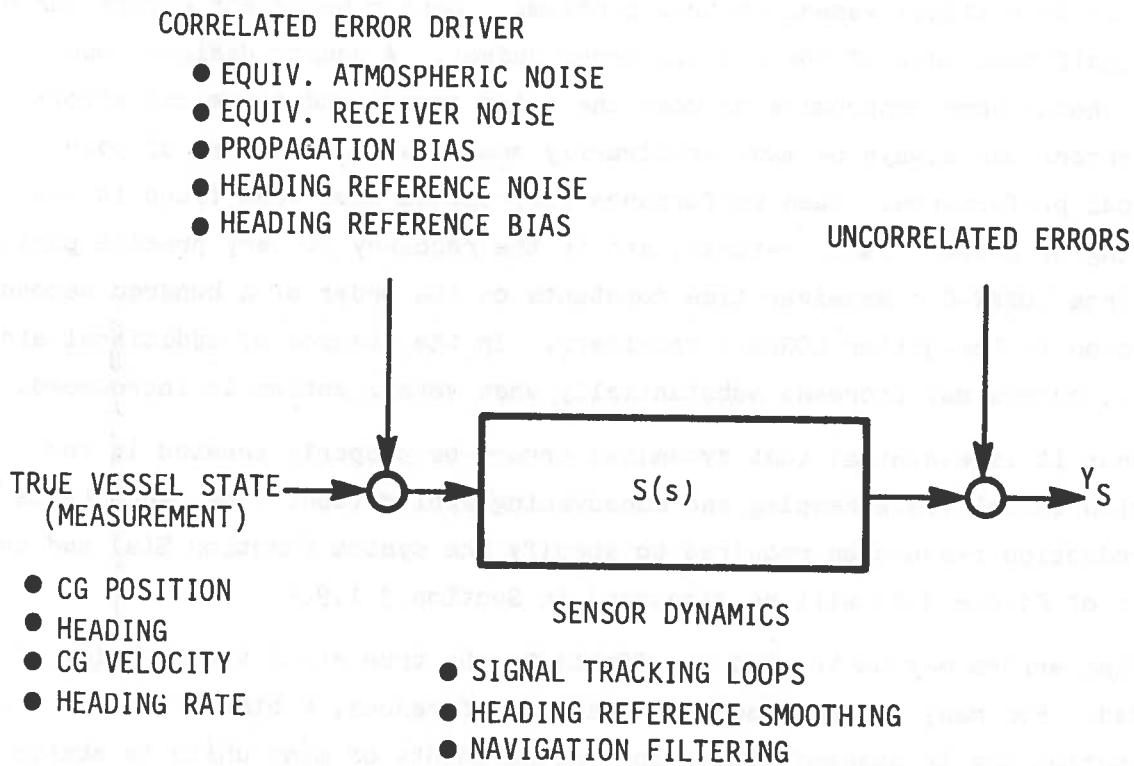 CORRELATED ERROR DRIVER
● EQUIV. ATMOSPHERIC NOISE
● EQUIV. RECEIVER NOISE
● PROPAGATION BIAS
● HEADING REFERENCE NOISE
● HEADING REFERENCE BIAS
UNCORRELATED ERRORS
TRUE VESSEL STATE
(MEASUREMENT)
S(s)
Y_S
● CG POSITION
● HEADING
● CG VELOCITY
● HEADING RATE
SENSOR DYNAMICS
● SIGNAL TRACKING LOOPS
● HEADING REFERENCE SMOOTHING
● NAVIGATION FILTERING